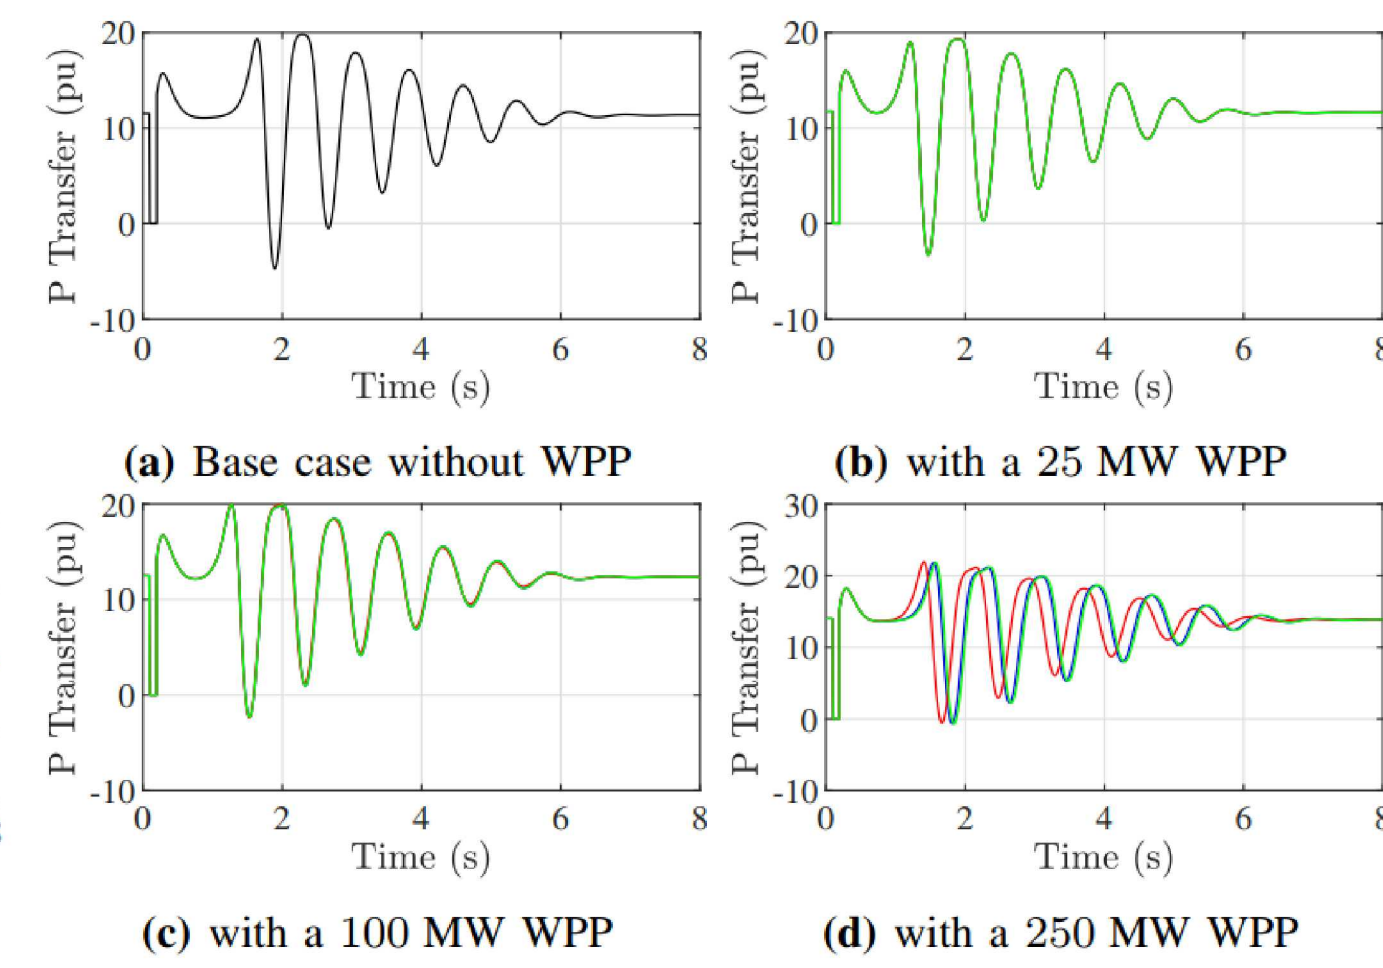 20
10
0
-10
0 2 4 6 8
P Transfer (pu)
Time (s)
(a) Base case without WPP
20
10
0
-10
0 2 4 6
P Transfer (pu)
Time (s)
(b) with a 25 MW WPP
20
10
0
-10
0 2 4 6 8
P Transfer (pu)
Time (s)
(c) with a 100 MW WPP
30
20
10
0
-10
0 2 4 6
P Transfer (pu)
Time (s)
(d) with a 250 MW WPP